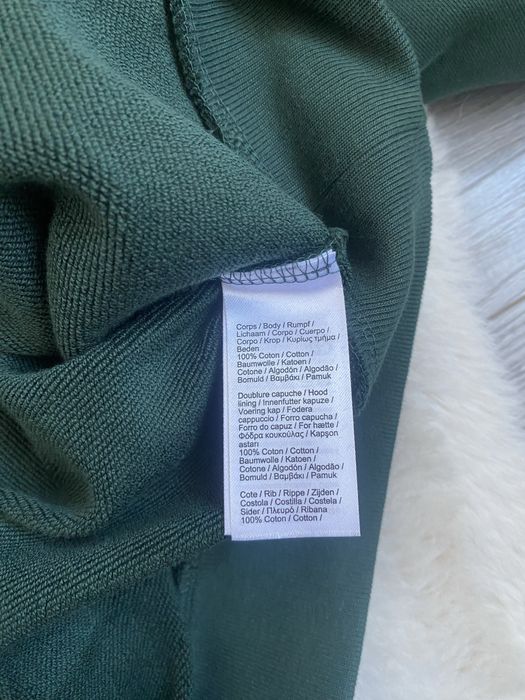 Corps / Body / Rumpf /
Lichaam / Corpo / Cuerpo /
Corpo / Krop / Κυρίως τμήμα /
Beden
100% Coton / Cotton /
Baumwolle / Katoen /
Cotone / Algodón / Algodão /
Bomuld / Βαμβάκι / Pamuk
Doublure capuche / Hood
lining / Innenfutter kapuze /
Voering kap / Fodera
cappuccio / Forro capucha /
Forro do capuz / For hætte /
Φόδρα κουκούλας / Kapşon
astarı
100% Coton / Cotton /
Baumwolle / Katoen /
Cotone / Algodón / Algodão /
Bomuld / Βαμβάκι / Pamuk
Cote / Rib / Rippe / Zijden /
Costola / Costilla / Costela /
Sider / Πλευρό / Ribana
100% Coton / Cotton /